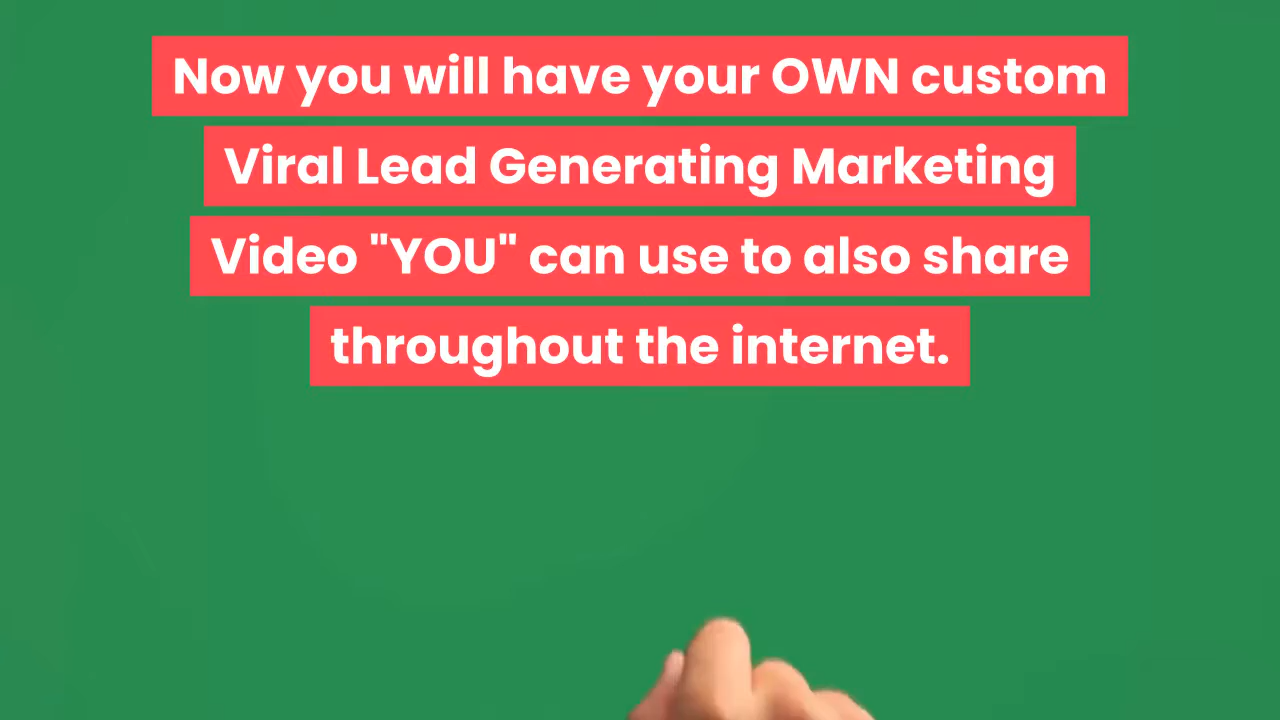 Now you will have your OWN custom
Viral Lead Generating Marketing
Video "YOU" can use to also share
throughout the internet.